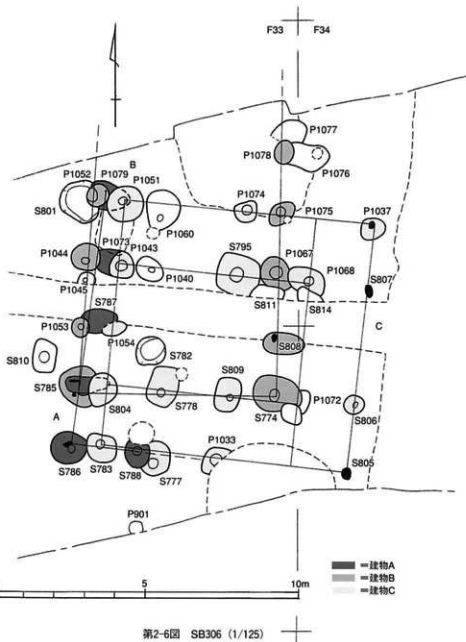 F33 F34
P1077
P1078
P1076
P1052 P1079 B P1051
S801
P1060
P1074
P1075
P1037
P1044 P1073 P1043
P1045
P1040
S795
P1067
P1068
S807
S811
S814
S787
P1053
P1054
C
S810
S782
S808
S785
S809
S804
S778
S774
P1072
S806
A
S786
S783
S788
S777
P1033
S805
P901
=建物A
=建物B
=建物C
5
10m
第2-6図 SB306 (1/125)